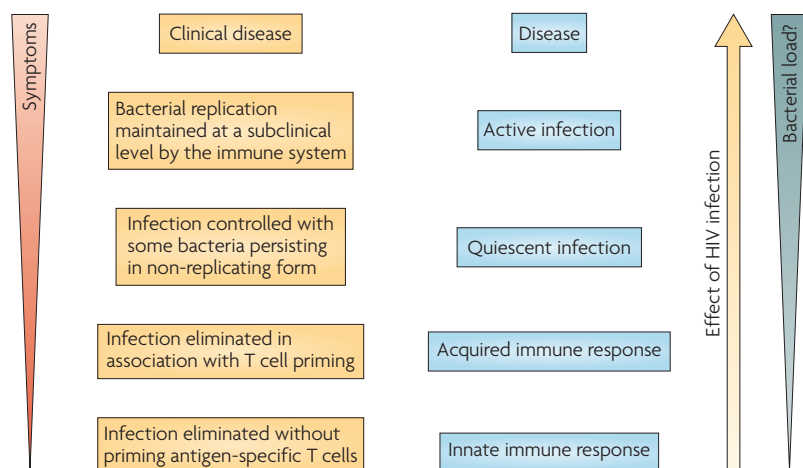 Symptoms
Clinical disease
Disease
Bacterial load?
Bacterial replication
maintained at a subclinical
level by the immune system
Active infection
Effect of HIV infection
Infection controlled with
some bacteria persisting
in non-replicating form
Quiescent infection
Infection eliminated in
association with T cell priming
Acquired immune response
Infection eliminated without
priming antigen-specific T cells
Innate immune response